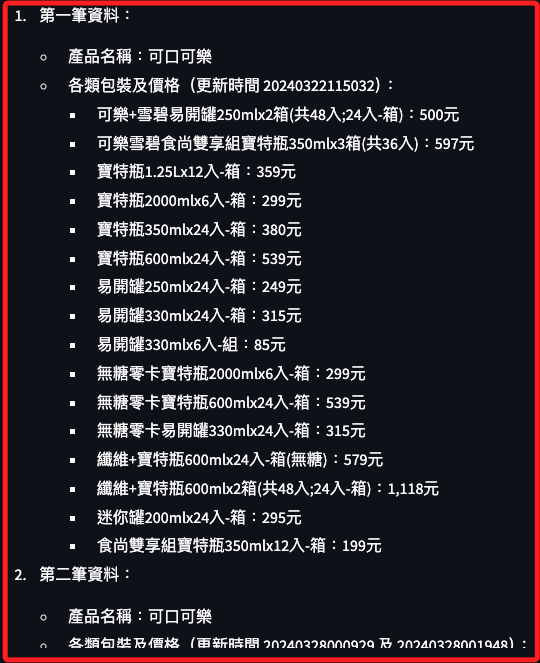 1. 第一筆資料：
產品名稱：可口可樂
各類包裝及價格（更新時間 20240322115032）：
可樂+雪碧易開罐250mlx2箱(共48入;24入-箱)：500元
可樂雪碧食尚雙享組寶特瓶350mlx3箱(共36入)：597元
寶特瓶1.25Lx12入-箱：359元
寶特瓶2000mlx6入-箱：299元
寶特瓶350mlx24入-箱：380元
寶特瓶600mlx24入-箱：539元
易開罐250mlx24入-箱：249元
易開罐330mlx24入-箱：315元
易開罐330mlx6入-組：85元
無糖零卡寶特瓶2000mlx6入-箱：299元
無糖零卡寶特瓶600mlx24入-箱：539元
無糖零卡易開罐330mlx24入-箱：315元
纖維+寶特瓶600mlx24入-箱(無糖)：579元
纖維+寶特瓶600mlx2箱(共48入;24入-箱)：1,118元
迷你罐200mlx24入-箱：295元
食尚雙享組寶特瓶350mlx12入-箱：199元
2. 第二筆資料：
產品名稱：可口可樂
各類包裝及價格（更新時間 20240328000929 及 20240328001948）：